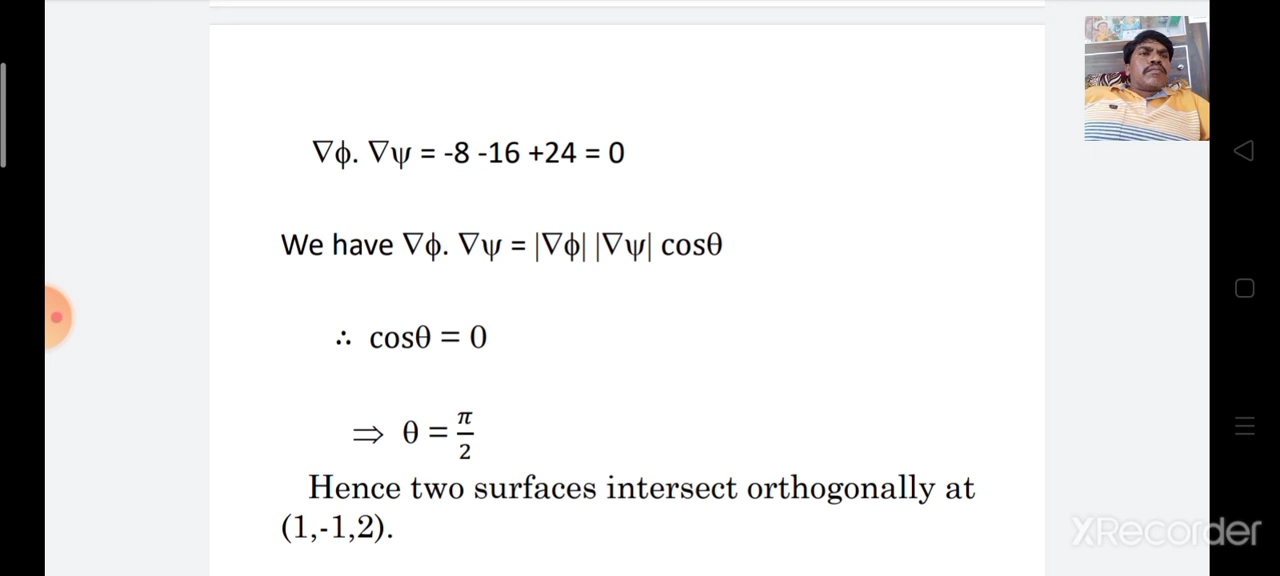 ∇ϕ. ∇ψ = -8 -16 +24 = 0
We have ∇ϕ. ∇ψ = |∇ϕ| |∇ψ| cosθ
∴ cosθ = 0
⟹ θ = π/2
Hence two surfaces intersect orthogonally at
(1,-1,2).
XRecorder